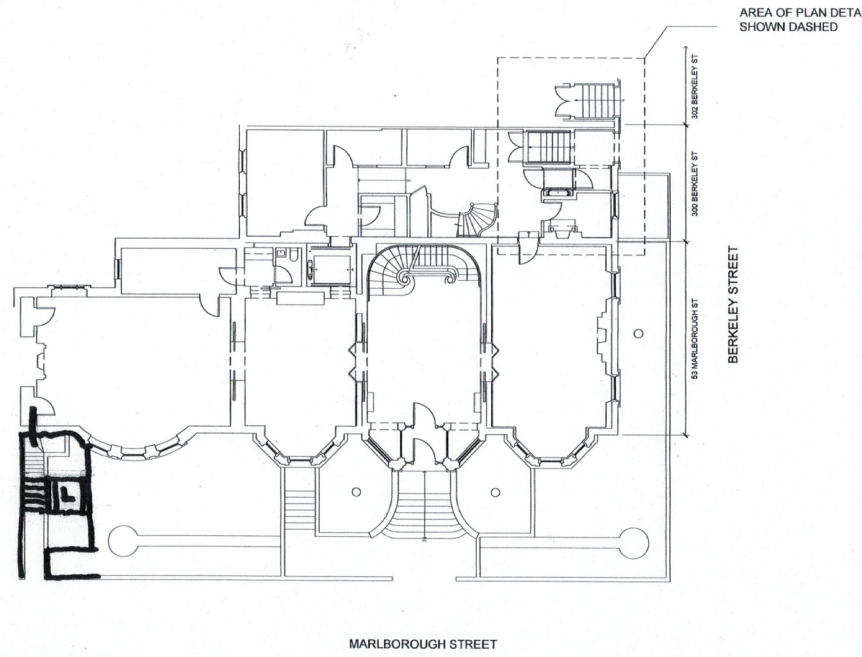 AREA OF PLAN DETA
SHOWN DASHED
302 BERKELEY ST
300 BERKELEY ST
53 MARLBOROUGH ST
BERKELEY STREET
MARLBOROUGH STREET